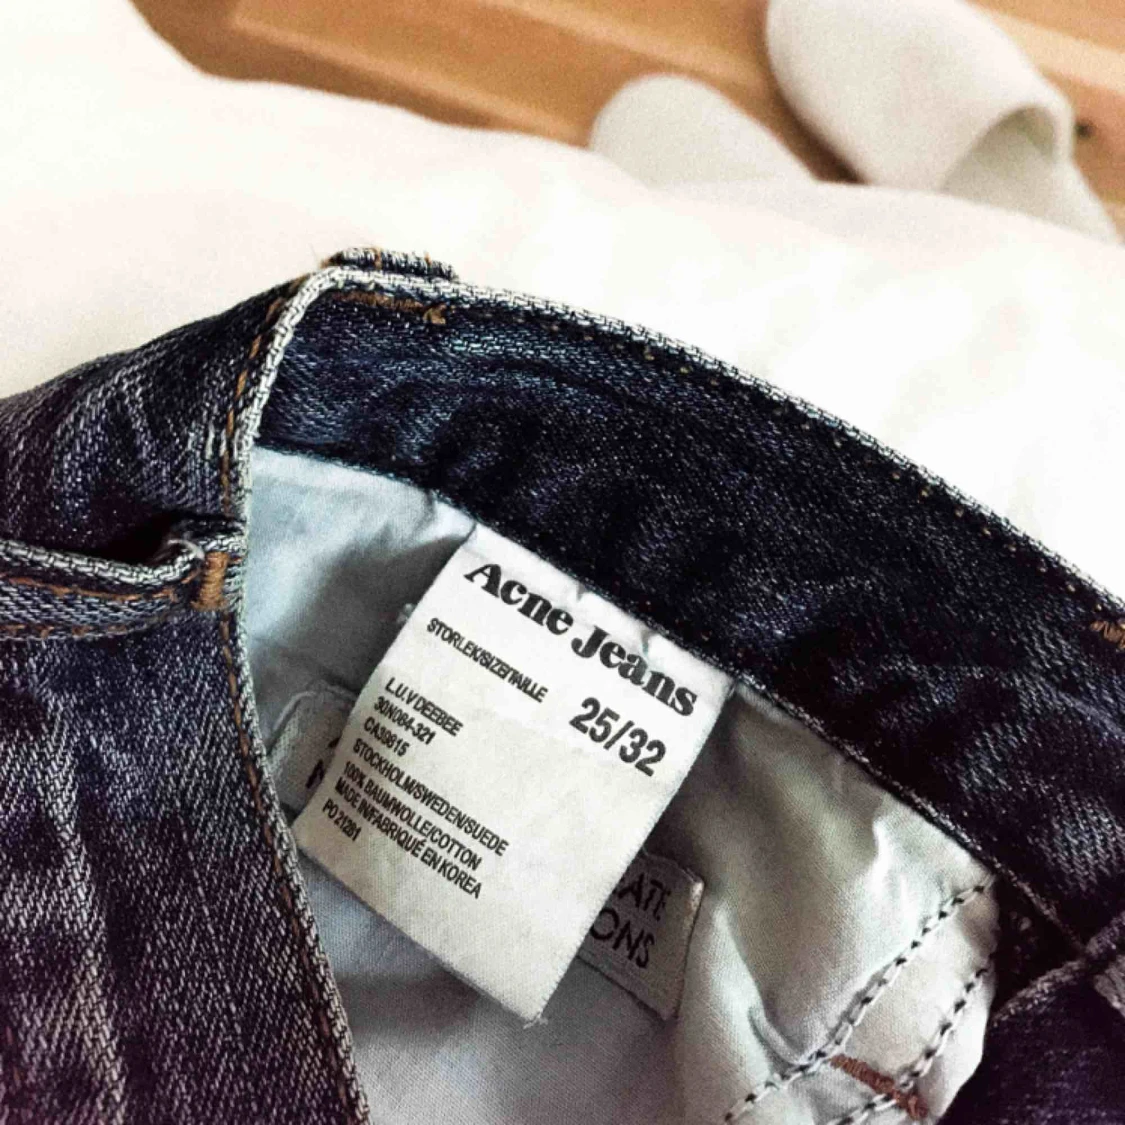 Acne Jeans
STORLEK/SIZE/TAILLE 25/32
L.U.V DEEBEE
30N084-321
CA39815
STOCKHOLM/SWEDEN/SUEDE
100% BAUMWOLLE/COTTON
MADE IN/FABRIQUÉ EN KOREA
PO 21281